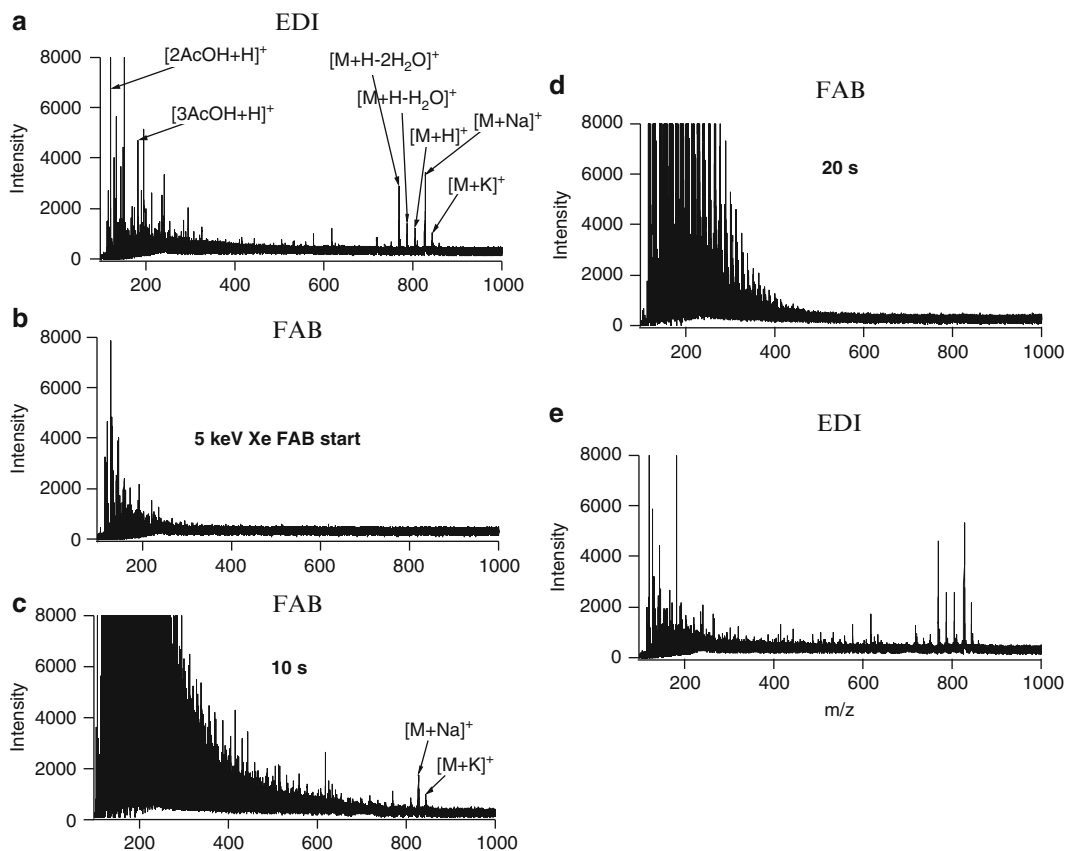 a
EDI
8000
6000
4000
2000
0
Intensity
[2AcOH+H]⁺
[3AcOH+H]⁺
[M+H-2H₂O]⁺
[M+H-H₂O]⁺
[M+H]⁺
[M+Na]⁺
[M+K]⁺
200 400 600 800 1000
b
FAB
8000
6000
4000
2000
0
Intensity
5 keV Xe FAB start
200 400 600 800 1000
c
FAB
8000
6000
4000
2000
0
Intensity
10 s
[M+Na]⁺
[M+K]⁺
200 400 600 800 1000
d
FAB
8000
6000
4000
2000
0
Intensity
20 s
200 400 600 800 1000
e
EDI
8000
6000
4000
2000
0
Intensity
200 400 600 800 1000
m/z